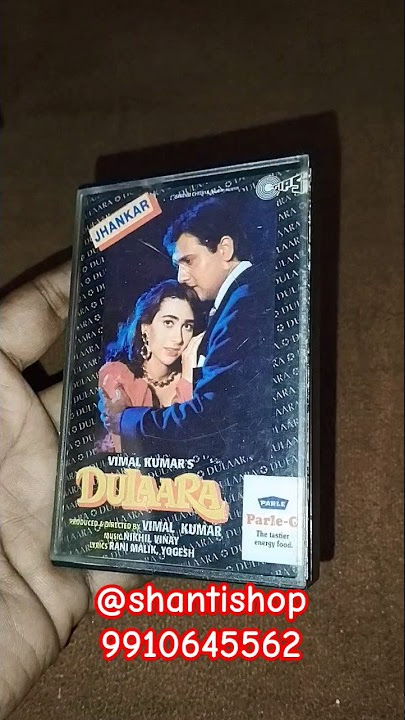 JHANKAR
TIPS
VIMAL KUMAR'S
DULAARA
PRODUCED & DIRECTED BY VIMAL KUMAR
MUSIC NIKHIL VINAY
LYRICS RANI MALIK, YOGESH
PARLE
Parle-G
The tastier
energy food.
@shantishop
9910645562